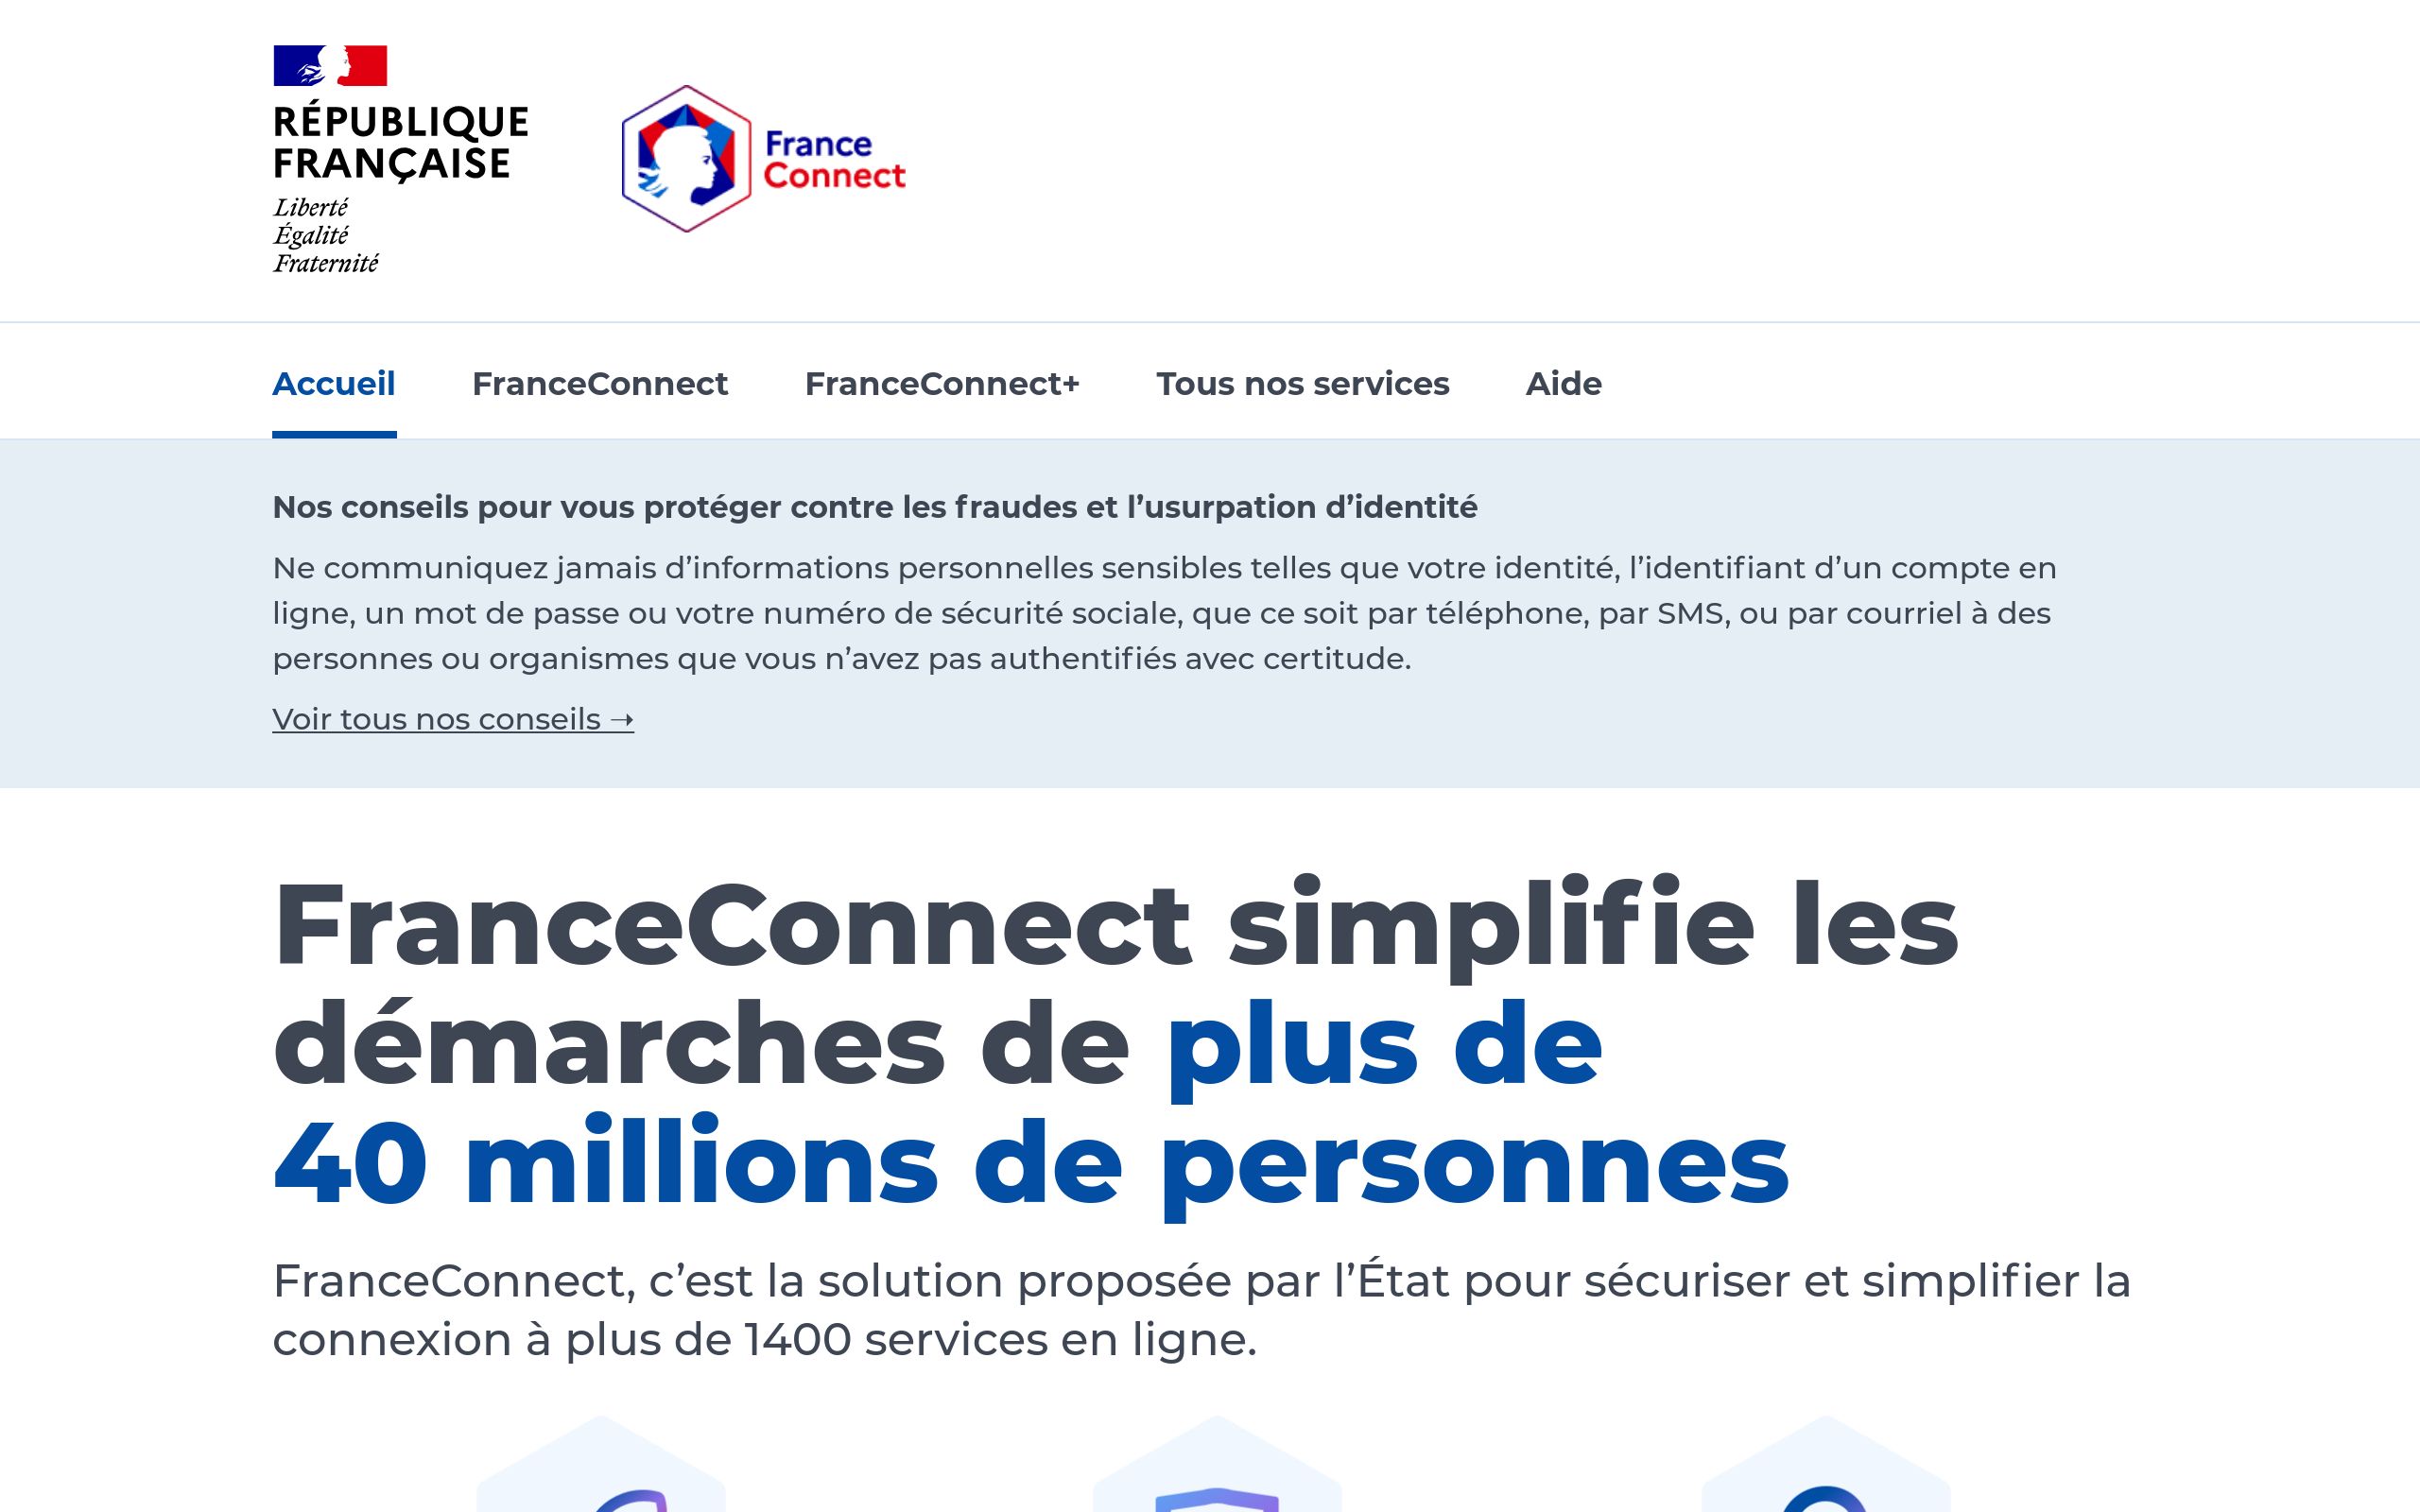 RÉPUBLIQUE
FRANÇAISE
Liberté
Égalité
Fraternité
France
Connect
Accueil FranceConnect FranceConnect+ Tous nos services Aide
Nos conseils pour vous protéger contre les fraudes et l’usurpation d’identité
Ne communiquez jamais d’informations personnelles sensibles telles que votre identité, l’identifiant d’un compte en
ligne, un mot de passe ou votre numéro de sécurité sociale, que ce soit par téléphone, par SMS, ou par courriel à des
personnes ou organismes que vous n’avez pas authentifiés avec certitude.
Voir tous nos conseils ➝
FranceConnect simplifie les
démarches de plus de
40 millions de personnes
FranceConnect, c’est la solution proposée par l’État pour sécuriser et simplifier la
connexion à plus de 1400 services en ligne.